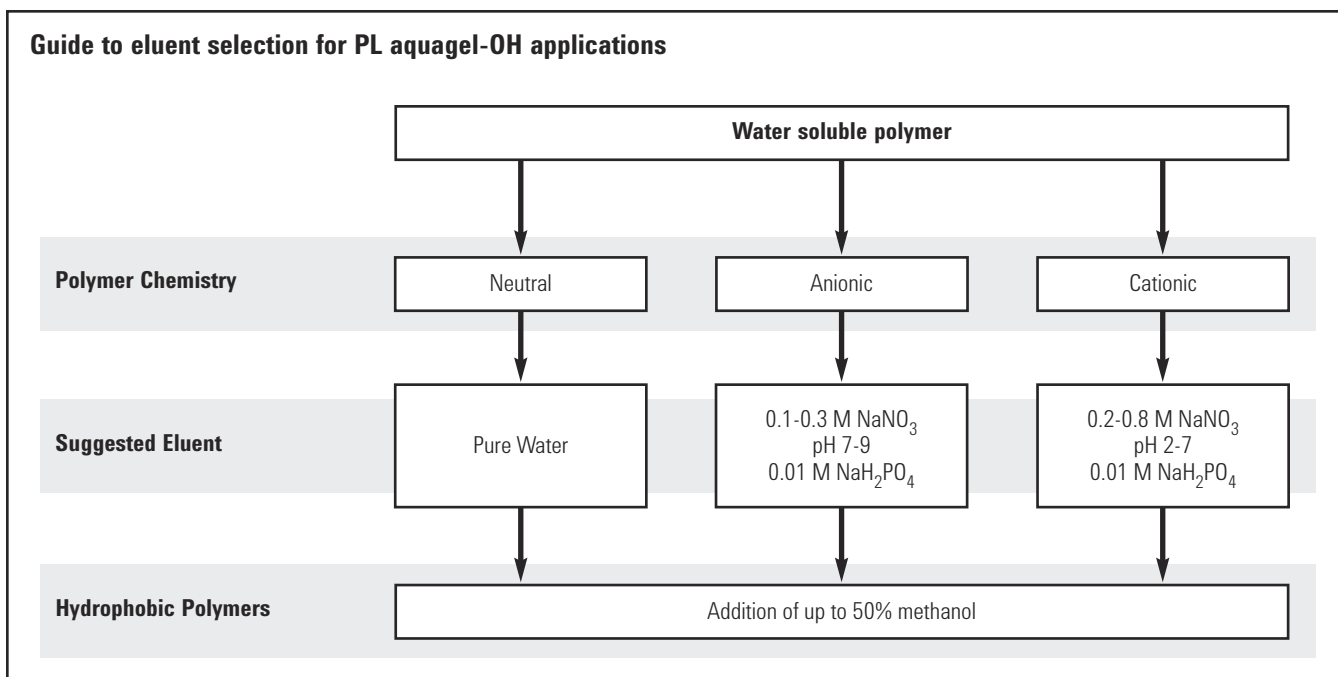 Guide to eluent selection for PL aquagel-OH applications
Water soluble polymer
Polymer Chemistry
Neutral
Anionic
Cationic
Suggested Eluent
Pure Water
0.1-0.3 M NaNO₃
pH 7-9
0.01 M NaH₂PO₄
0.2-0.8 M NaNO₃
pH 2-7
0.01 M NaH₂PO₄
Hydrophobic Polymers
Addition of up to 50% methanol